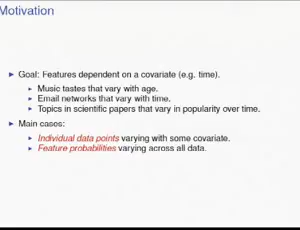 Motivation
Goal: Features dependent on a covariate (e.g. time).
Music tastes that vary with age.
Email networks that vary with time.
Topics in scientific papers that vary in popularity over time.
Main cases:
Individual data points varying with some covariate.
Feature probabilities varying across all data.